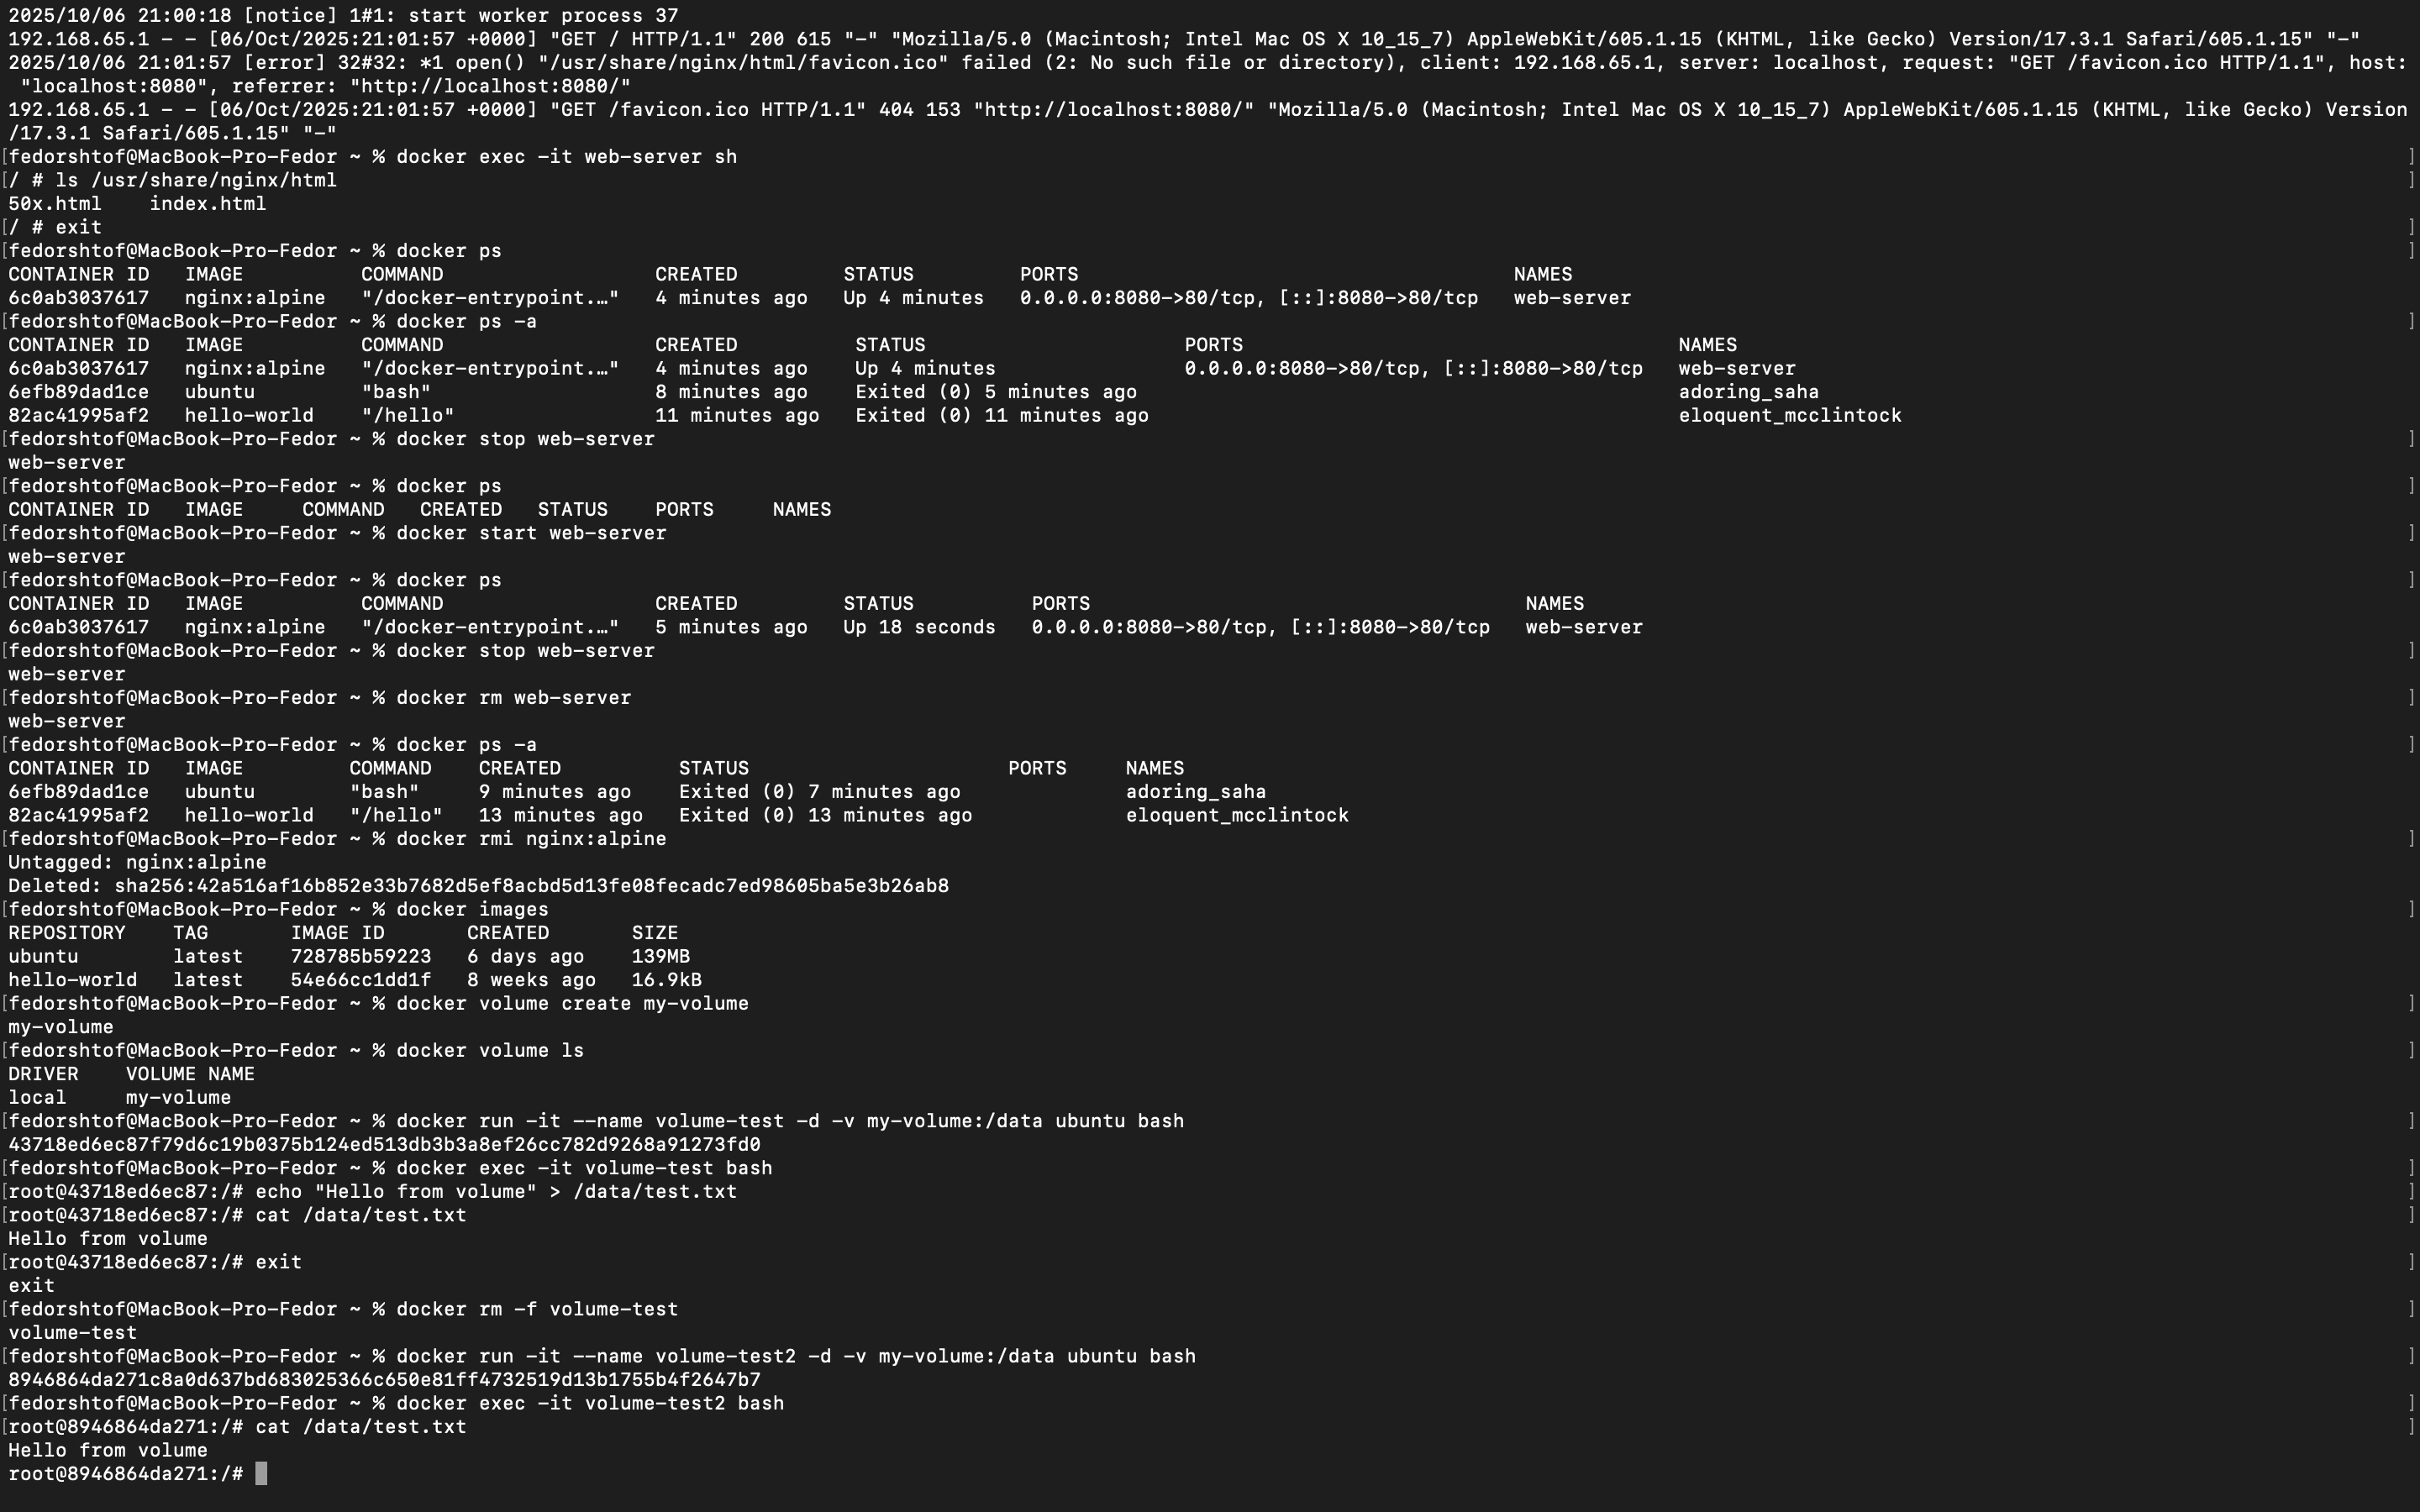 2025/10/06 21:00:18 [notice] 1#1: start worker process 37
192.168.65.1 - - [06/Oct/2025:21:01:57 +0000] "GET / HTTP/1.1" 200 615 "-" "Mozilla/5.0 (Macintosh; Intel Mac OS X 10_15_7) AppleWebKit/605.1.15 (KHTML, like Gecko) Version/17.3.1 Safari/605.1.15" "-"
2025/10/06 21:01:57 [error] 32#32: *1 open() "/usr/share/nginx/html/favicon.ico" failed (2: No such file or directory), client: 192.168.65.1, server: localhost, request: "GET /favicon.ico HTTP/1.1", host:
"localhost:8080", referrer: "http://localhost:8080/"
192.168.65.1 - - [06/Oct/2025:21:01:57 +0000] "GET /favicon.ico HTTP/1.1" 404 153 "http://localhost:8080/" "Mozilla/5.0 (Macintosh; Intel Mac OS X 10_15_7) AppleWebKit/605.1.15 (KHTML, like Gecko) Version
/17.3.1 Safari/605.1.15" "-"
[fedorshtof@MacBook-Pro-Fedor ~ % docker exec -it web-server sh ]
[/ # ls /usr/share/nginx/html ]
50x.html    index.html
[/ # exit ]
[fedorshtof@MacBook-Pro-Fedor ~ % docker ps ]
CONTAINER ID   IMAGE          COMMAND                  CREATED         STATUS         PORTS                                     NAMES
6c0ab3037617   nginx:alpine   "/docker-entrypoint.…"   4 minutes ago   Up 4 minutes   0.0.0.0:8080->80/tcp, [::]:8080->80/tcp   web-server
[fedorshtof@MacBook-Pro-Fedor ~ % docker ps -a ]
CONTAINER ID   IMAGE          COMMAND                  CREATED          STATUS                      PORTS                                     NAMES
6c0ab3037617   nginx:alpine   "/docker-entrypoint.…"   4 minutes ago    Up 4 minutes                0.0.0.0:8080->80/tcp, [::]:8080->80/tcp   web-server
6efb89dad1ce   ubuntu         "bash"                   8 minutes ago    Exited (0) 5 minutes ago                                              adoring_saha
82ac41995af2   hello-world    "/hello"                 11 minutes ago   Exited (0) 11 minutes ago                                             eloquent_mcclintock
[fedorshtof@MacBook-Pro-Fedor ~ % docker stop web-server ]
web-server
[fedorshtof@MacBook-Pro-Fedor ~ % docker ps ]
CONTAINER ID   IMAGE     COMMAND   CREATED   STATUS    PORTS     NAMES
[fedorshtof@MacBook-Pro-Fedor ~ % docker start web-server ]
web-server
[fedorshtof@MacBook-Pro-Fedor ~ % docker ps ]
CONTAINER ID   IMAGE          COMMAND                  CREATED         STATUS          PORTS                                     NAMES
6c0ab3037617   nginx:alpine   "/docker-entrypoint.…"   5 minutes ago   Up 18 seconds   0.0.0.0:8080->80/tcp, [::]:8080->80/tcp   web-server
[fedorshtof@MacBook-Pro-Fedor ~ % docker stop web-server ]
web-server
[fedorshtof@MacBook-Pro-Fedor ~ % docker rm web-server ]
web-server
[fedorshtof@MacBook-Pro-Fedor ~ % docker ps -a ]
CONTAINER ID   IMAGE         COMMAND    CREATED          STATUS                      PORTS     NAMES
6efb89dad1ce   ubuntu        "bash"     9 minutes ago    Exited (0) 7 minutes ago              adoring_saha
82ac41995af2   hello-world   "/hello"   13 minutes ago   Exited (0) 13 minutes ago             eloquent_mcclintock
[fedorshtof@MacBook-Pro-Fedor ~ % docker rmi nginx:alpine ]
Untagged: nginx:alpine
Deleted: sha256:42a516af16b852e33b7682d5ef8acbd5d13fe08fecadc7ed98605ba5e3b26ab8
[fedorshtof@MacBook-Pro-Fedor ~ % docker images ]
REPOSITORY    TAG       IMAGE ID       CREATED       SIZE
ubuntu        latest    728785b59223   6 days ago    139MB
hello-world   latest    54e66cc1dd1f   8 weeks ago   16.9kB
[fedorshtof@MacBook-Pro-Fedor ~ % docker volume create my-volume ]
my-volume
[fedorshtof@MacBook-Pro-Fedor ~ % docker volume ls ]
DRIVER    VOLUME NAME
local     my-volume
[fedorshtof@MacBook-Pro-Fedor ~ % docker run -it --name volume-test -d -v my-volume:/data ubuntu bash ]
43718ed6ec87f79d6c19b0375b124ed513db3b3a8ef26cc782d9268a91273fd0
[fedorshtof@MacBook-Pro-Fedor ~ % docker exec -it volume-test bash ]
[root@43718ed6ec87:/# echo "Hello from volume" > /data/test.txt ]
[root@43718ed6ec87:/# cat /data/test.txt ]
Hello from volume
[root@43718ed6ec87:/# exit ]
exit
[fedorshtof@MacBook-Pro-Fedor ~ % docker rm -f volume-test ]
volume-test
[fedorshtof@MacBook-Pro-Fedor ~ % docker run -it --name volume-test2 -d -v my-volume:/data ubuntu bash ]
8946864da271c8a0d637bd683025366c650e81ff4732519d13b1755b4f2647b7
[fedorshtof@MacBook-Pro-Fedor ~ % docker exec -it volume-test2 bash ]
[root@8946864da271:/# cat /data/test.txt ]
Hello from volume
root@8946864da271:/#